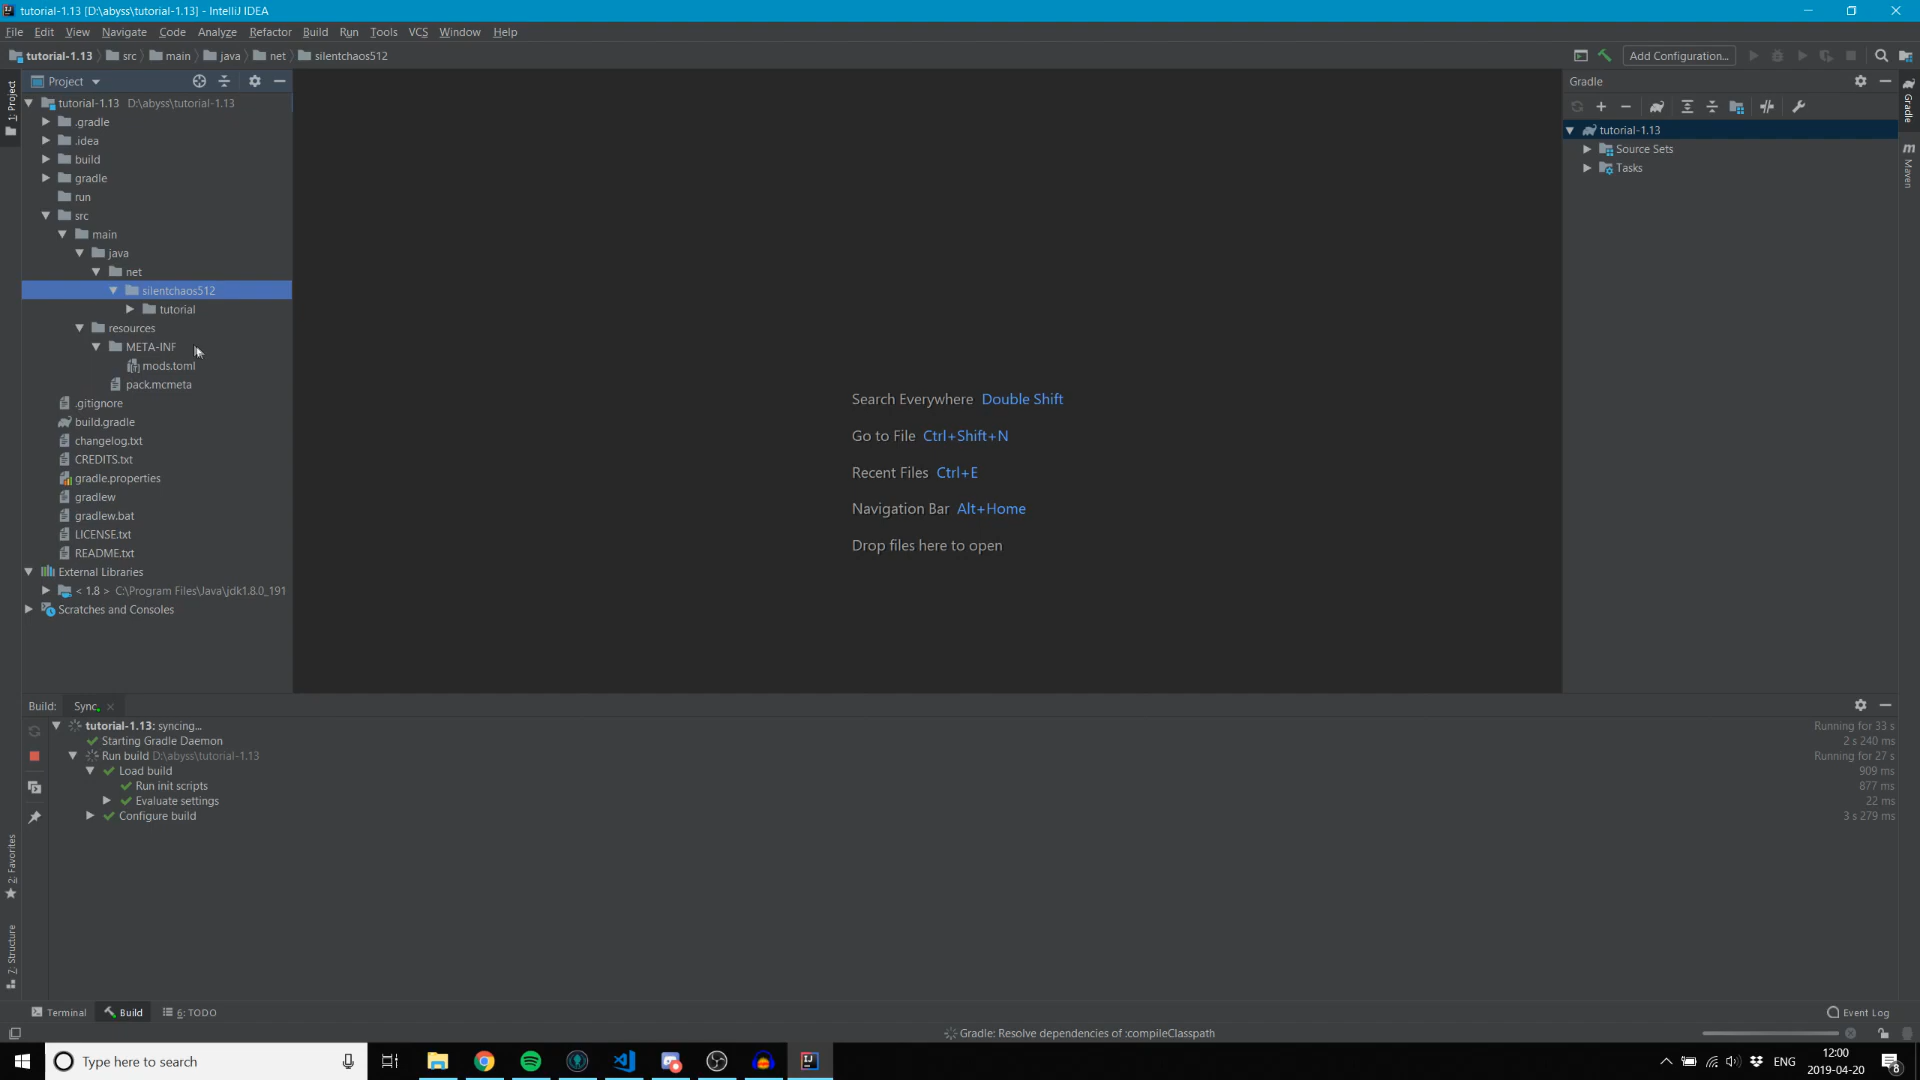 tutorial-1.13 [D:\abyss\tutorial-1.13] - IntelliJ IDEA
File Edit View Navigate Code Analyze Refactor Build Run Tools VCS Window Help
tutorial-1.13 src main java net silentchaos512 Add Configuration...
1: Project
Project
tutorial-1.13 D:\abyss\tutorial-1.13
.gradle
.idea
build
gradle
run
src
main
java
net
silentchaos512
tutorial
resources
META-INF
mods.toml
pack.mcmeta
.gitignore
build.gradle
changelog.txt
CREDITS.txt
gradle.properties
gradlew
gradlew.bat
LICENSE.txt
README.txt
External Libraries
< 1.8 > C:\Program Files\Java\jdk1.8.0_191
Scratches and Consoles
Search Everywhere Double Shift
Go to File Ctrl+Shift+N
Recent Files Ctrl+E
Navigation Bar Alt+Home
Drop files here to open
Gradle
tutorial-1.13
Source Sets
Tasks
Gradle
m
Maven
Build: Sync
tutorial-1.13: syncing... Running for 33 s
Starting Gradle Daemon 2 s 240 ms
Run build D:\abyss\tutorial-1.13 Running for 27 s
Load build 909 ms
Run init scripts 877 ms
Evaluate settings 22 ms
Configure build 3 s 279 ms
2: Favorites
7: Structure
Terminal Build 6: TODO Event Log
Gradle: Resolve dependencies of :compileClasspath
Type here to search
ENG
12:00
2019-04-20
8